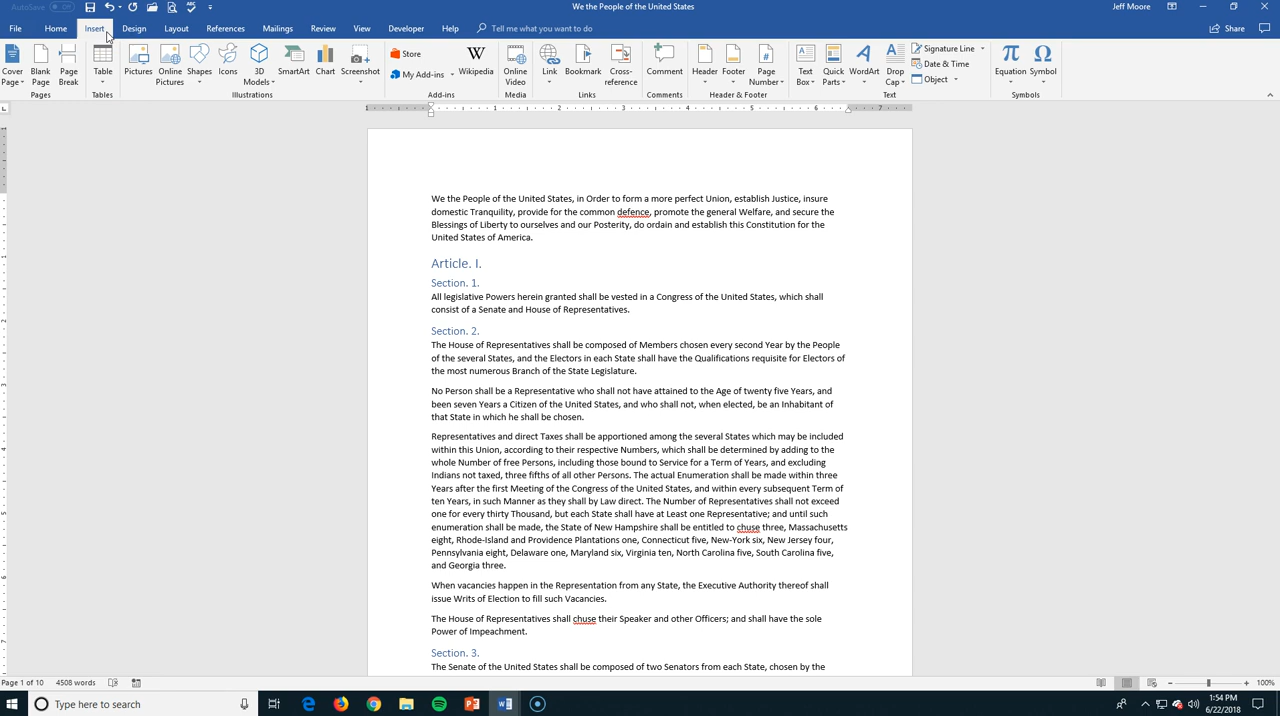 AutoSave Off We the People of the United States Jeff Moore
File Home Insert Design Layout References Mailings Review View Developer Help Tell me what you want to do Share
Cover Page Blank Page Page Break Table Pictures Online Pictures Shapes Icons 3D Models SmartArt Chart Screenshot Store My Add-ins Wikipedia Online Video Link Bookmark Cross-reference Comment Header Footer Page Number Text Box Quick Parts WordArt Drop Cap Signature Line Date & Time Object Equation Symbol
Pages Tables Illustrations Add-ins Media Links Comments Header & Footer Text Symbols
1 1 2 3 4 5 6 7
We the People of the United States, in Order to form a more perfect Union, establish Justice, insure
domestic Tranquility, provide for the common defence, promote the general Welfare, and secure the
Blessings of Liberty to ourselves and our Posterity, do ordain and establish this Constitution for the
United States of America.
Article. I.
Section. 1.
All legislative Powers herein granted shall be vested in a Congress of the United States, which shall
consist of a Senate and House of Representatives.
Section. 2.
The House of Representatives shall be composed of Members chosen every second Year by the People
of the several States, and the Electors in each State shall have the Qualifications requisite for Electors of
the most numerous Branch of the State Legislature.
No Person shall be a Representative who shall not have attained to the Age of twenty five Years, and
been seven Years a Citizen of the United States, and who shall not, when elected, be an Inhabitant of
that State in which he shall be chosen.
Representatives and direct Taxes shall be apportioned among the several States which may be included
within this Union, according to their respective Numbers, which shall be determined by adding to the
whole Number of free Persons, including those bound to Service for a Term of Years, and excluding
Indians not taxed, three fifths of all other Persons. The actual Enumeration shall be made within three
Years after the first Meeting of the Congress of the United States, and within every subsequent Term of
ten Years, in such Manner as they shall by Law direct. The Number of Representatives shall not exceed
one for every thirty Thousand, but each State shall have at Least one Representative; and until such
enumeration shall be made, the State of New Hampshire shall be entitled to chuse three, Massachusetts
eight, Rhode-Island and Providence Plantations one, Connecticut five, New-York six, New Jersey four,
Pennsylvania eight, Delaware one, Maryland six, Virginia ten, North Carolina five, South Carolina five,
and Georgia three.
When vacancies happen in the Representation from any State, the Executive Authority thereof shall
issue Writs of Election to fill such Vacancies.
The House of Representatives shall chuse their Speaker and other Officers; and shall have the sole
Power of Impeachment.
Section. 3.
The Senate of the United States shall be composed of two Senators from each State, chosen by the
Page 1 of 10 4508 words 100%
Type here to search 1:54 PM
6/22/2018